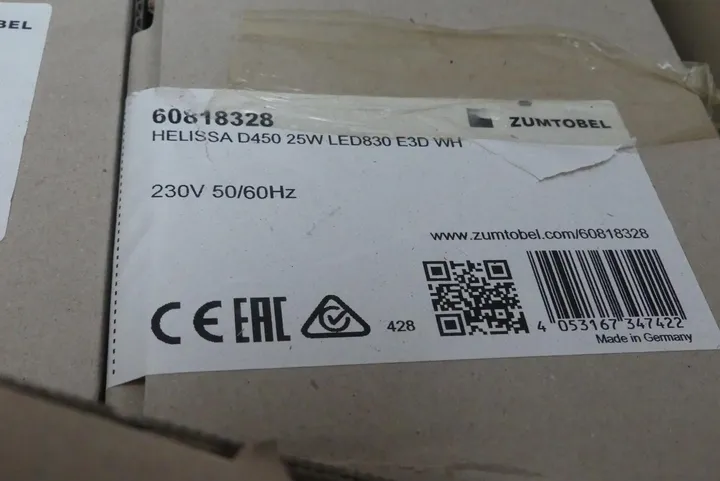 BEL
60818328
ZUMTOBEL
HELISSA D450 25W LED830 E3D WH
230V 50/60Hz
www.zumtobel.com/60818328
CE EAC
428
4 053167 347422
Made in Germany